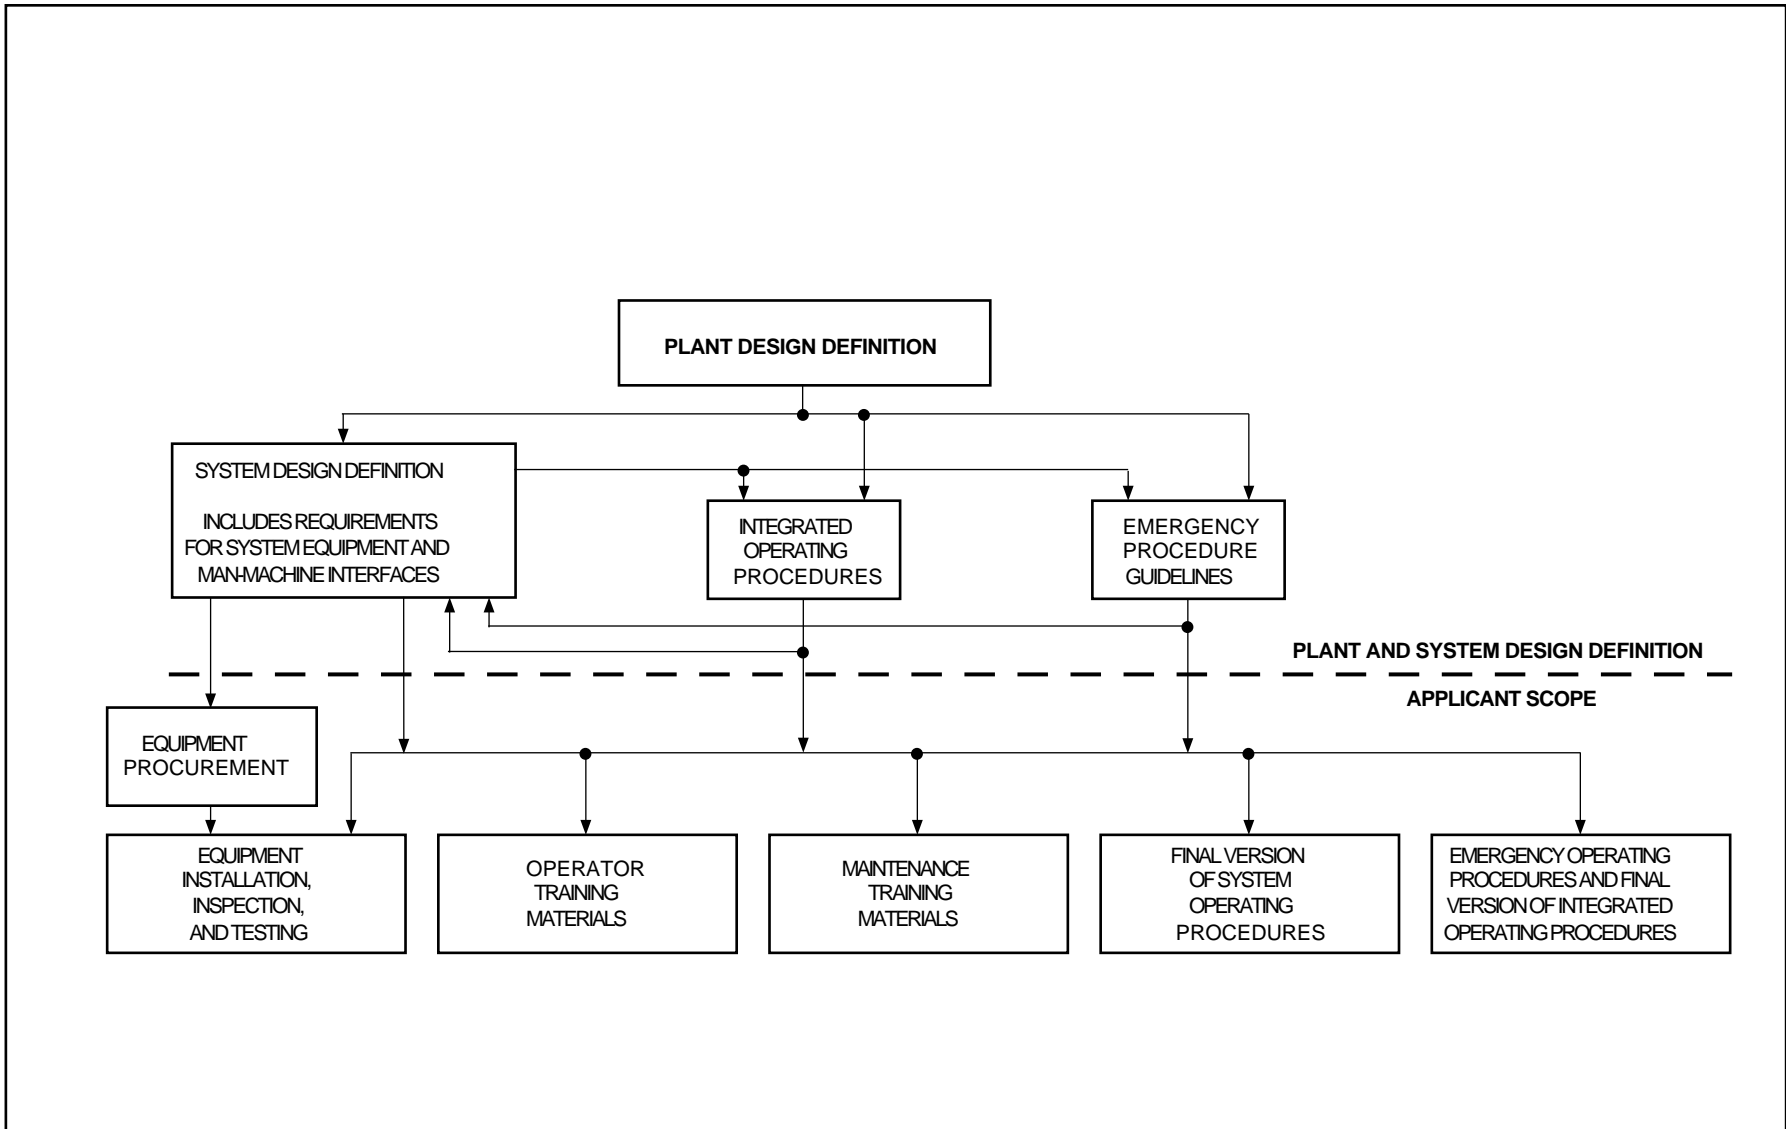 PLANT DESIGN DEFINITION
SYSTEM DESIGN DEFINITION
INCLUDES REQUIREMENTS
FOR SYSTEM EQUIPMENT AND
MAN-MACHINE INTERFACES
INTEGRATED
OPERATING
PROCEDURES
EMERGENCY
PROCEDURE
GUIDELINES
PLANT AND SYSTEM DESIGN DEFINITION
APPLICANT SCOPE
EQUIPMENT
PROCUREMENT
EQUIPMENT
INSTALLATION,
INSPECTION,
AND TESTING
OPERATOR
TRAINING
MATERIALS
MAINTENANCE
TRAINING
MATERIALS
FINAL VERSION
OF SYSTEM
OPERATING
PROCEDURES
EMERGENCY OPERATING
PROCEDURES AND FINAL
VERSION OF INTEGRATED
OPERATING PROCEDURES